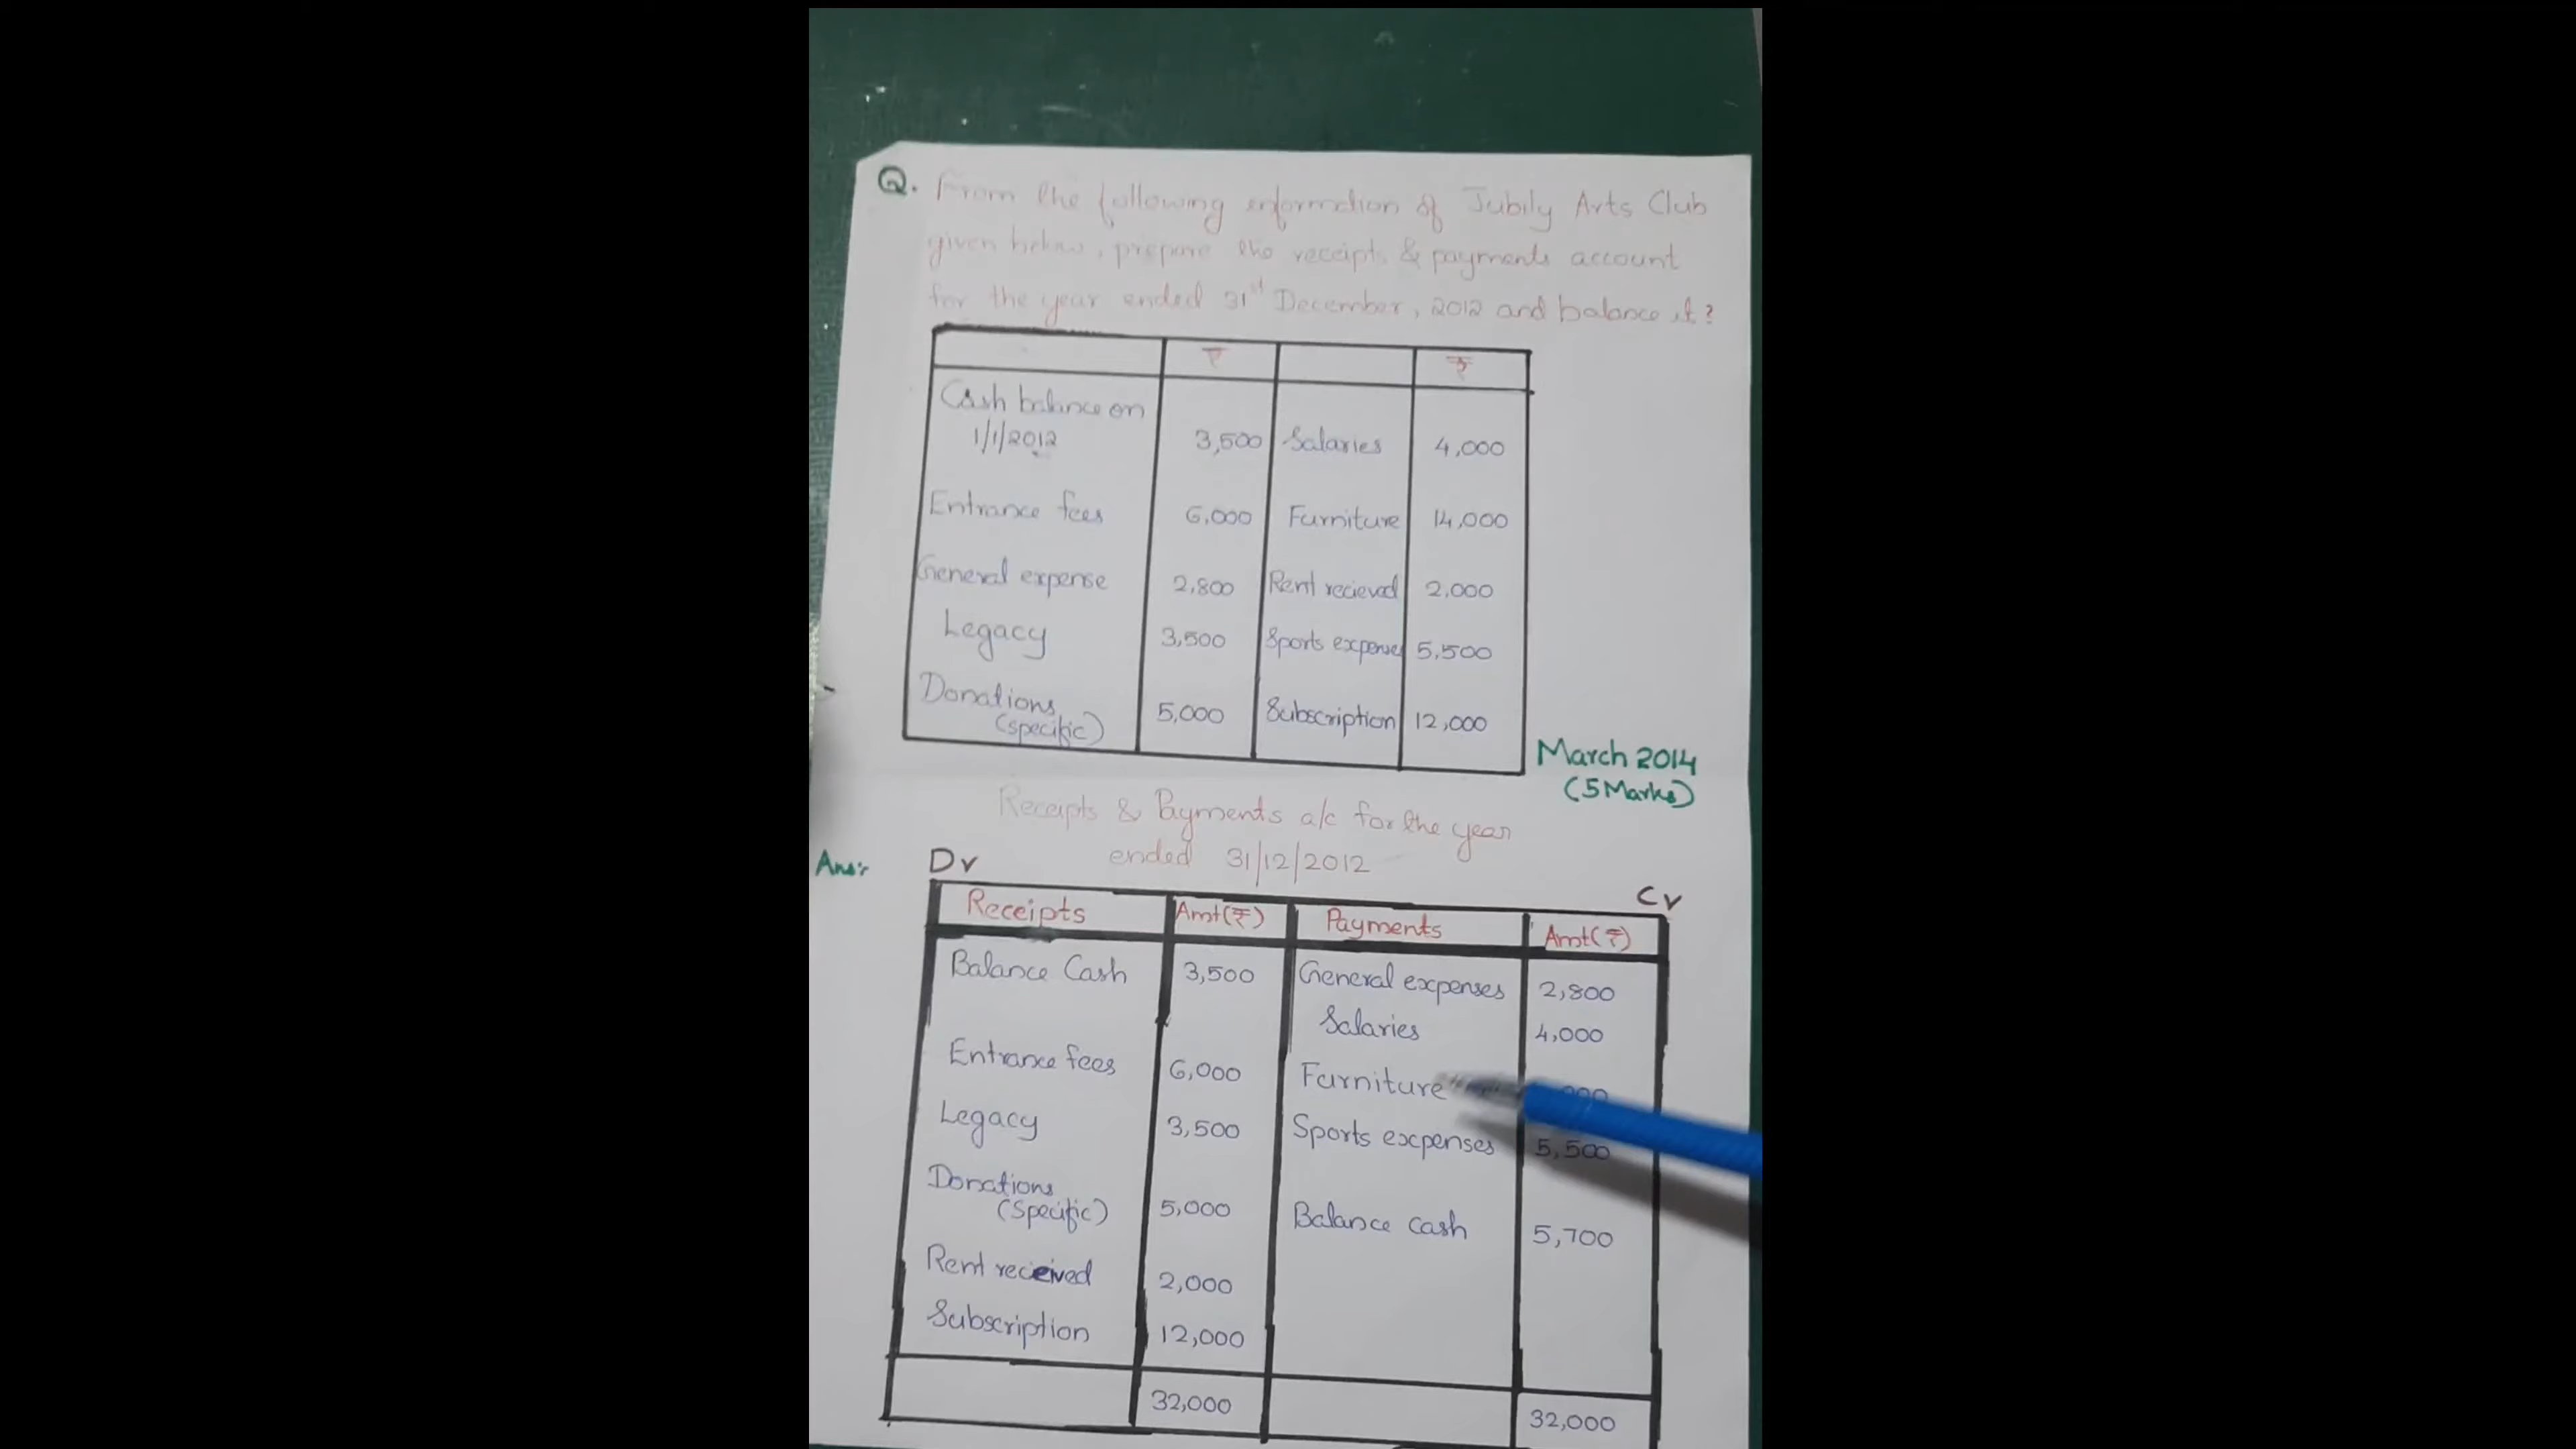 Q. From the following information of Jubily Arts Club
given below, prepare the receipts & payments account
for the year ended 31st December, 2012 and balance it?
₹ ₹
Cash balance on
1/1/2012 3,500 Salaries 4,000
Entrance fees 6,000 Furniture 14,000
General expense 2,800 Rent recieved 2,000
Legacy 3,500 Sports expenses 5,500
Donations
(specific) 5,000 Subscription 12,000
March 2014
(5 Marks)
Receipts & Payments a/c for the year
ended 31/12/2012
Ans:- Dr Cr
Receipts Amt(₹) Payments Amt(₹)
Balance Cash 3,500 General expenses 2,800
Salaries 4,000
Entrance fees 6,000 Furniture
Legacy 3,500 Sports expenses 5,500
Donations
(Specific) 5,000 Balance cash 5,700
Rent received 2,000
Subscription 12,000
32,000 32,000